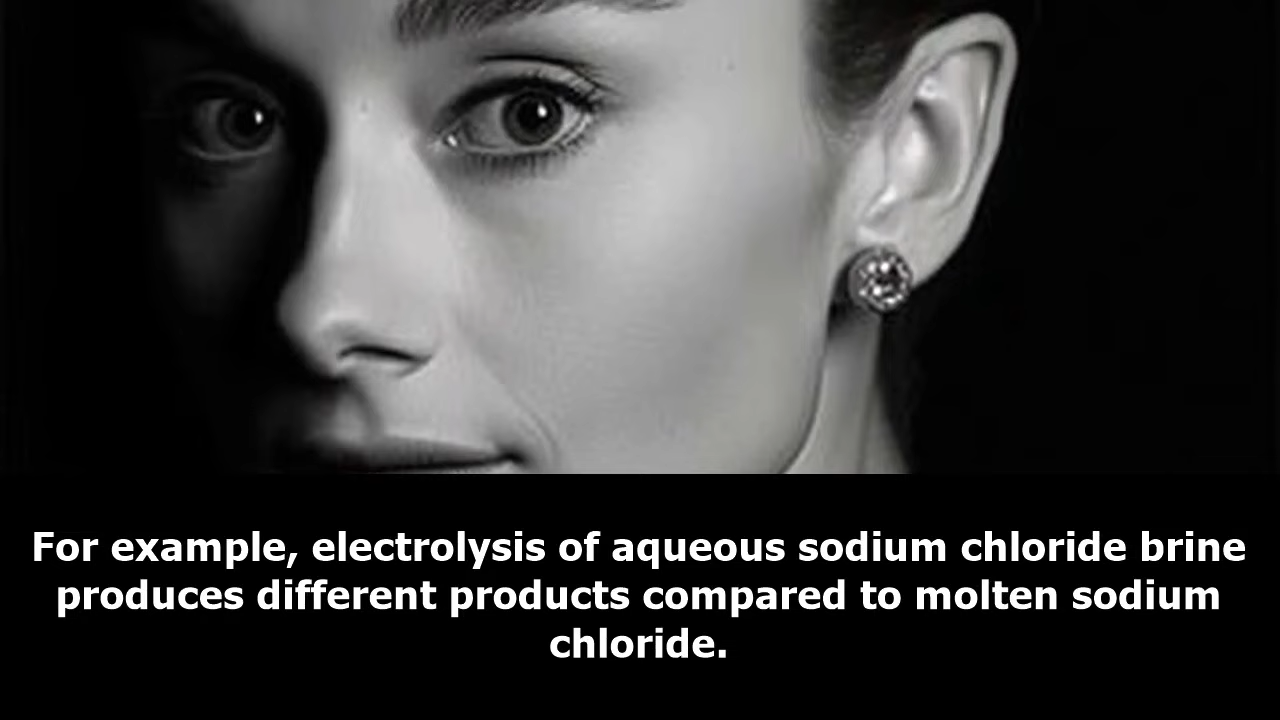 For example, electrolysis of aqueous sodium chloride brine
produces different products compared to molten sodium
chloride.